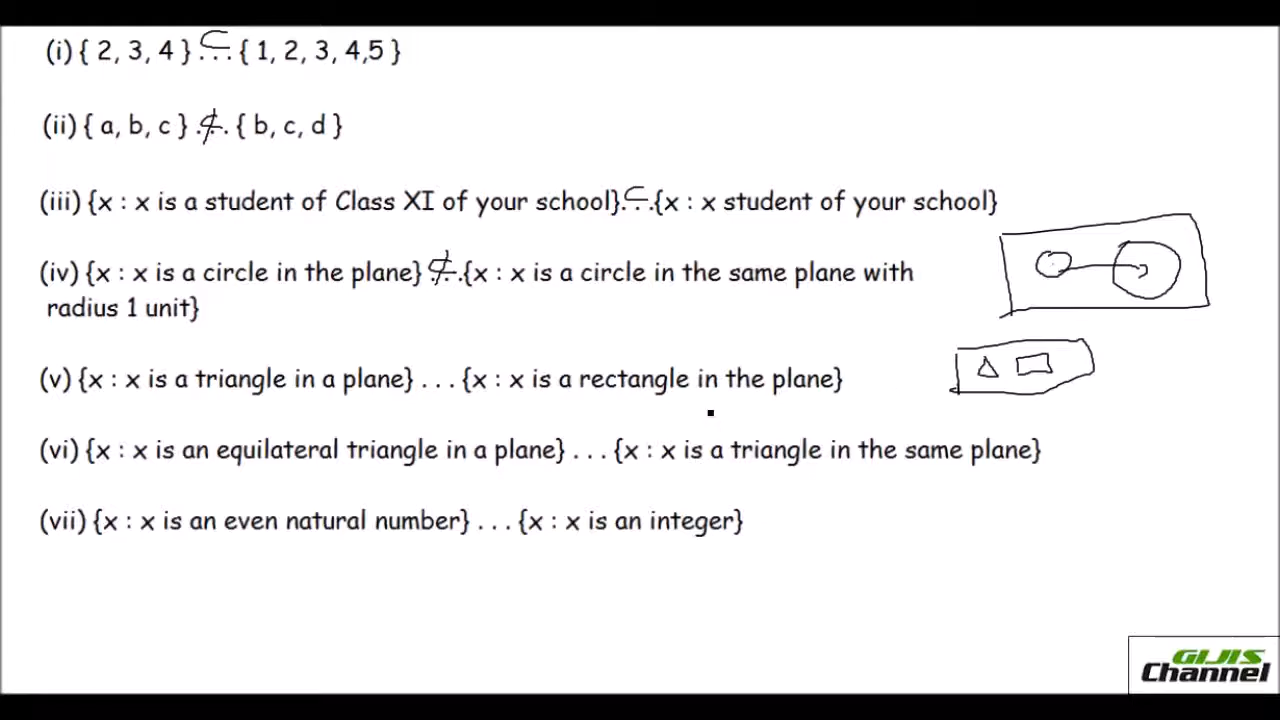 (i) { 2, 3, 4 } ⊂ . . . { 1, 2, 3, 4,5 }
(ii) { a, b, c } ⊄ . . . { b, c, d }
(iii) {x : x is a student of Class XI of your school} ⊂ . . . {x : x student of your school}
(iv) {x : x is a circle in the plane} ⊄ . . . {x : x is a circle in the same plane with
radius 1 unit}
(v) {x : x is a triangle in a plane} . . . {x : x is a rectangle in the plane}
(vi) {x : x is an equilateral triangle in a plane} . . . {x : x is a triangle in the same plane}
(vii) {x : x is an even natural number} . . . {x : x is an integer}
GIJIS
Channel